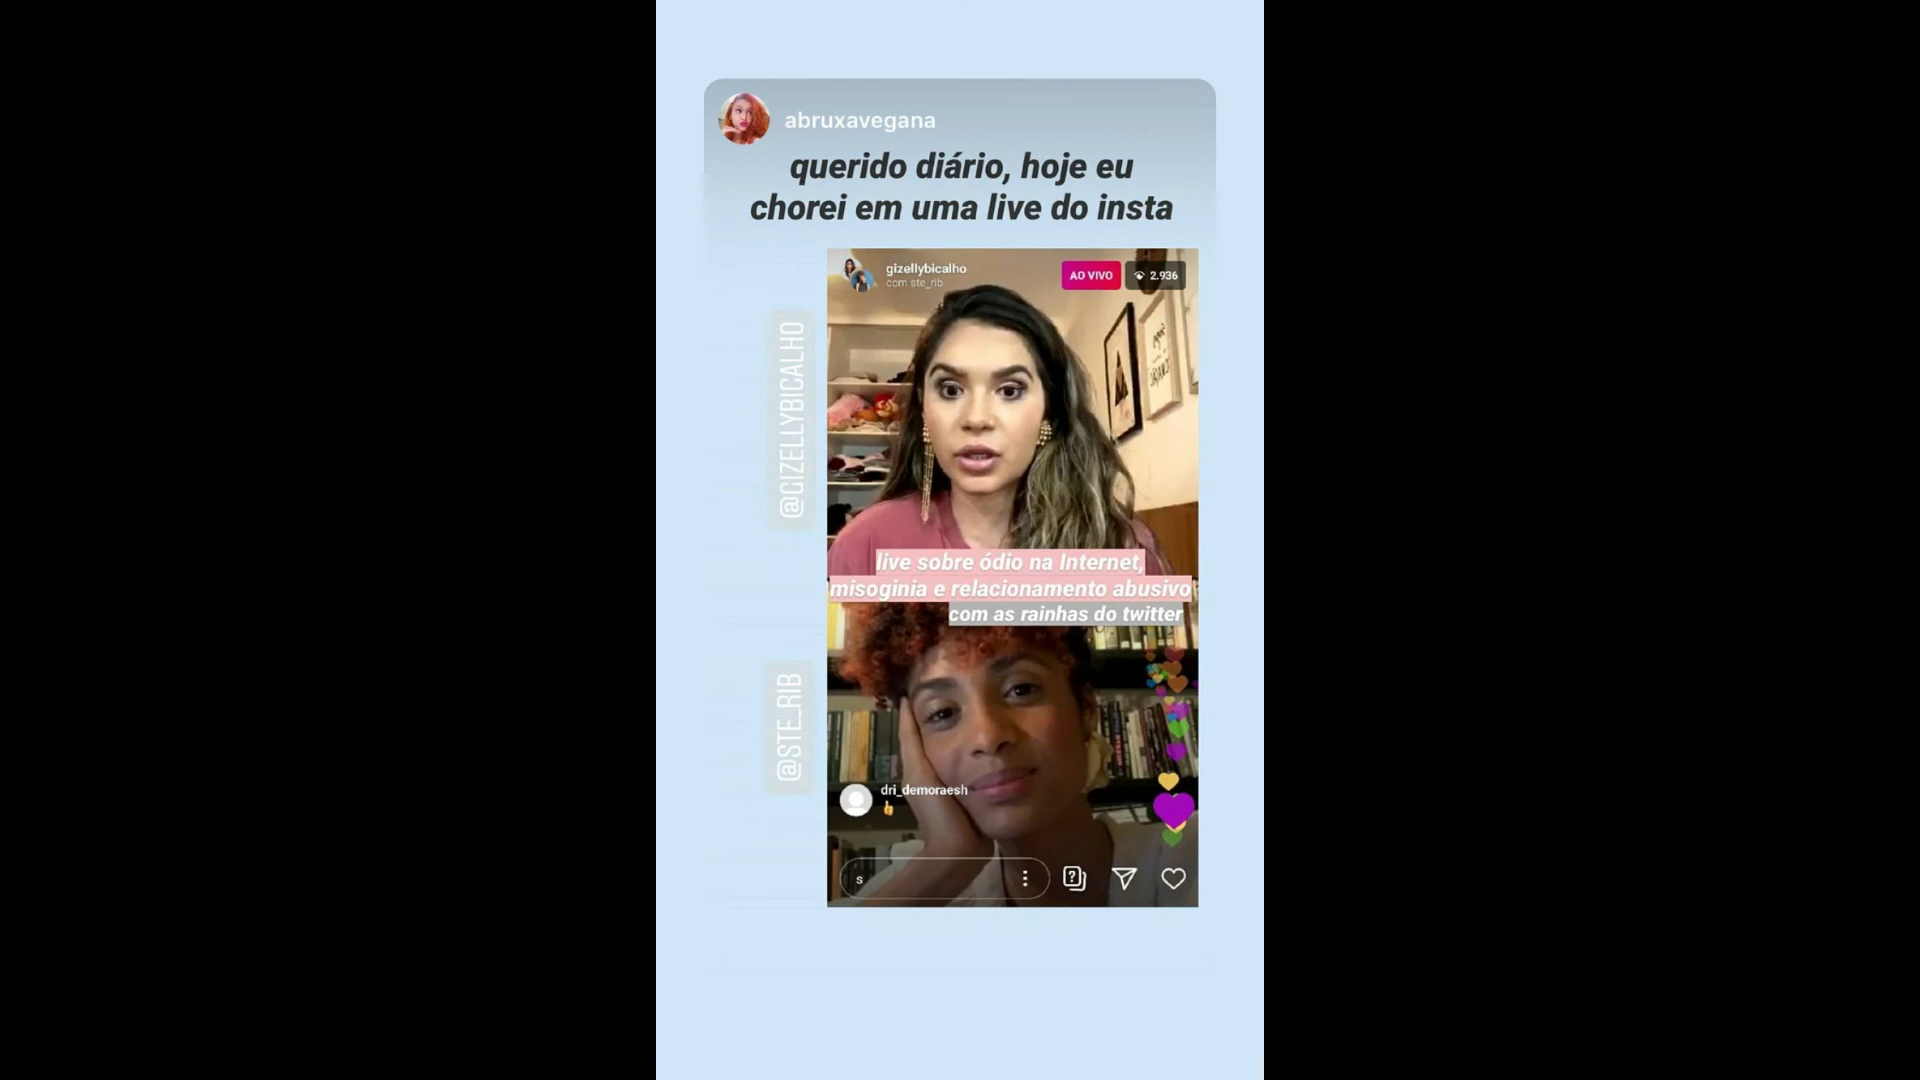 abruxavegana
querido diário, hoje eu
chorei em uma live do insta
gizellybicalho
com ste_rib
AO VIVO
2.936
@GIZELLYBICALHO
live sobre ódio na Internet,
misoginia e relacionamento abusivo
com as rainhas do twitter
@STE_RIB
dri_demoraesh
s